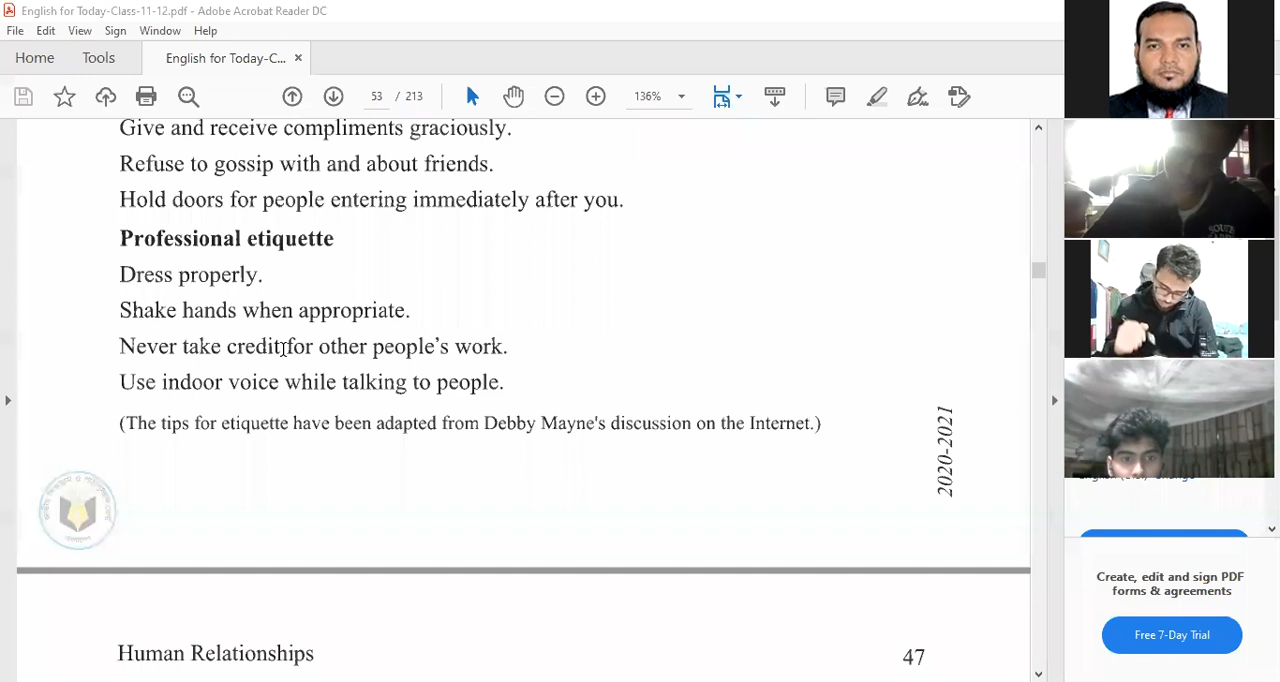 English for Today-Class-11-12.pdf - Adobe Acrobat Reader DC
File Edit View Sign Window Help
Home Tools English for Today-C... ×
53 / 213 136%
Give and receive compliments graciously.
Refuse to gossip with and about friends.
Hold doors for people entering immediately after you.
Professional etiquette
Dress properly.
Shake hands when appropriate.
Never take credit for other people's work.
Use indoor voice while talking to people.
(The tips for etiquette have been adapted from Debby Mayne's discussion on the Internet.)
2020-2021
Human Relationships 47
Create, edit and sign PDF
forms & agreements
Free 7-Day Trial